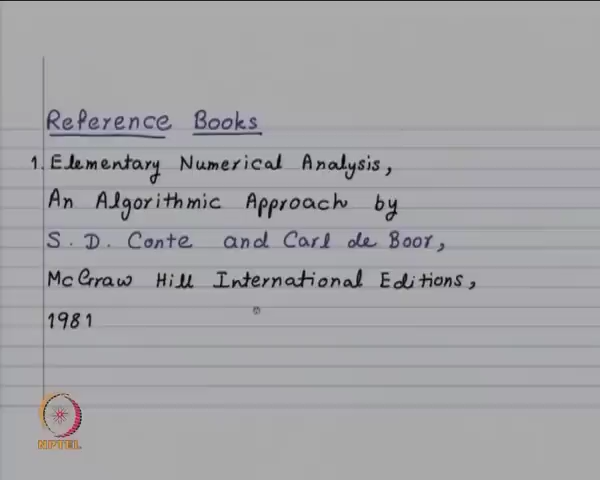 Reference Books
1. Elementary Numerical Analysis,
An Algorithmic Approach by
S. D. Conte and Carl de Boor,
McGraw Hill International Editions,
1981
NPTEL